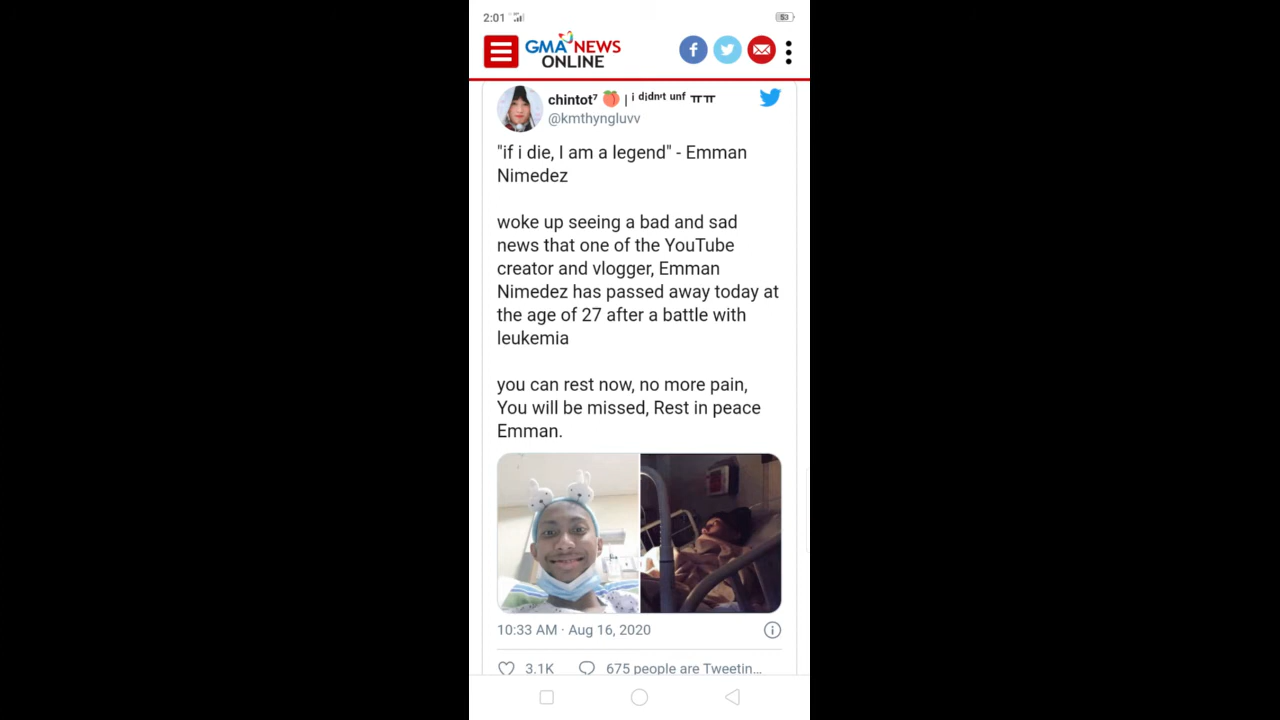 2:01
53
GMA NEWS
ONLINE
chintot⁷ 🍑 | ⁱ ᵈⁱᵈⁿ'ᵗ ᵘⁿᶠ ㅠㅠ
@kmthyngluvv
"if i die, I am a legend" - Emman
Nimedez
woke up seeing a bad and sad
news that one of the YouTube
creator and vlogger, Emman
Nimedez has passed away today at
the age of 27 after a battle with
leukemia
you can rest now, no more pain,
You will be missed, Rest in peace
Emman.
10:33 AM · Aug 16, 2020
3.1K
675 people are Tweetin...